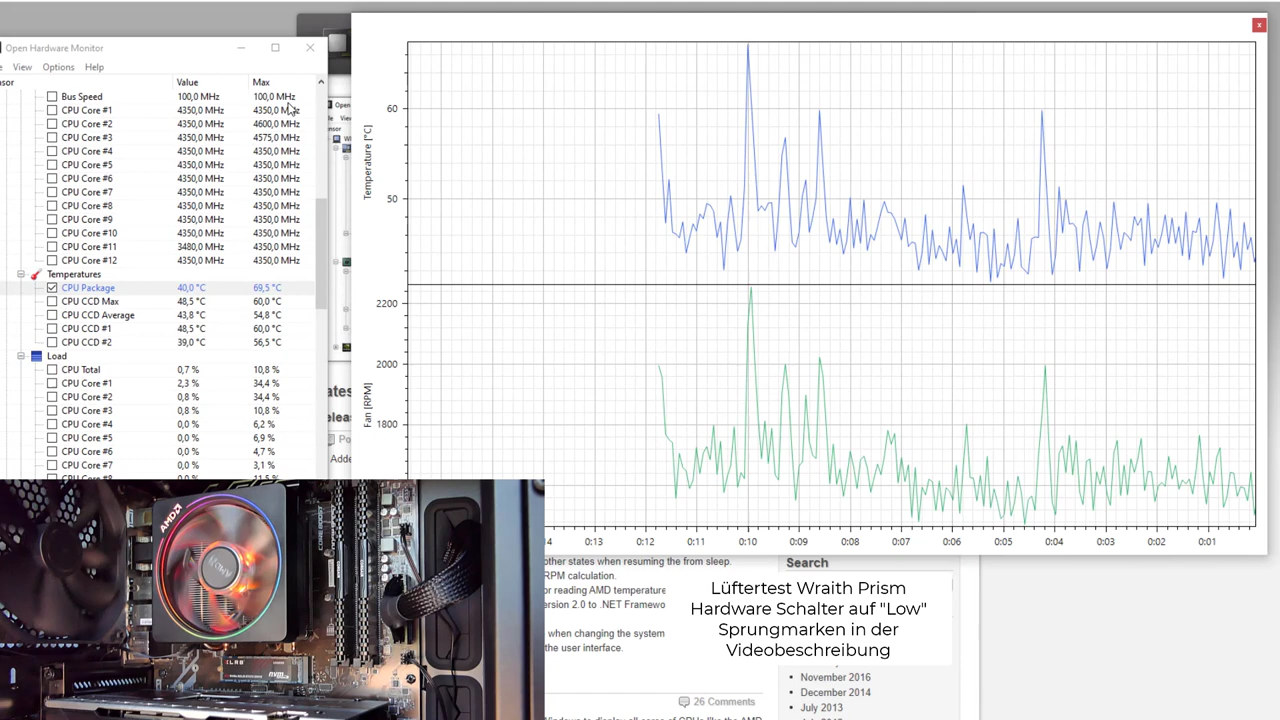 Open Hardware Monitor
View Options Help
Value Max
Bus Speed 100,0 MHz 100,0 MHz
CPU Core #1 4350,0 MHz 4350,0 MHz
CPU Core #2 4350,0 MHz 4600,0 MHz
CPU Core #3 4350,0 MHz 4575,0 MHz
CPU Core #4 4350,0 MHz 4350,0 MHz
CPU Core #5 4350,0 MHz 4350,0 MHz
CPU Core #6 4350,0 MHz 4350,0 MHz
CPU Core #7 4350,0 MHz 4350,0 MHz
CPU Core #8 4350,0 MHz 4350,0 MHz
CPU Core #9 4350,0 MHz 4350,0 MHz
CPU Core #10 4350,0 MHz 4350,0 MHz
CPU Core #11 3480,0 MHz 4350,0 MHz
CPU Core #12 4350,0 MHz 4350,0 MHz
Temperatures
CPU Package 40,0 °C 69,5 °C
CPU CCD Max 48,5 °C 60,0 °C
CPU CCD Average 43,8 °C 54,8 °C
CPU CCD #1 48,5 °C 60,0 °C
CPU CCD #2 39,0 °C 56,5 °C
Load
CPU Total 0,7 % 10,8 %
CPU Core #1 2,3 % 34,4 %
CPU Core #2 0,8 % 34,4 %
CPU Core #3 0,8 % 10,8 %
CPU Core #4 0,0 % 6,2 %
CPU Core #5 0,0 % 6,9 %
CPU Core #6 0,0 % 4,7 %
CPU Core #7 0,0 % 3,1 %
Temperature [°C]
60
50
Fan [RPM]
2200
2000
1800
0:13 0:12 0:11 0:10 0:09 0:08 0:07 0:06 0:05 0:04 0:03 0:02 0:01
AMD
other states when resuming the from sleep.
RPM calculation.
or reading AMD temperature
ersion 2.0 to .NET Framewo
when changing the system
the user interface.
26 Comments
Search
Lüftertest Wraith Prism
Hardware Schalter auf "Low"
Sprungmarken in der
Videobeschreibung
November 2016
December 2014
July 2013